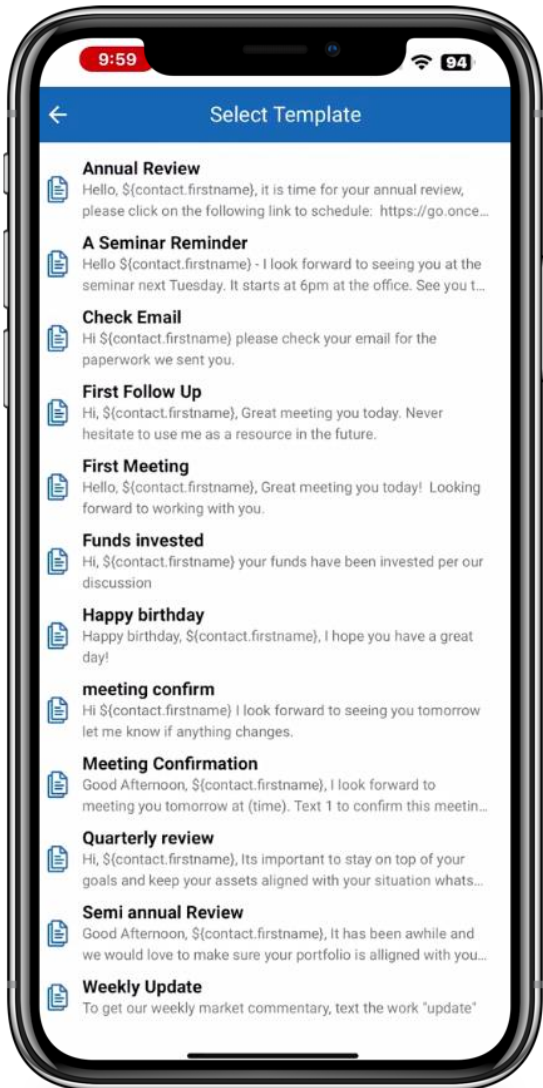 9:59
94
Select Template
Annual Review
Hello, ${contact.firstname}, it is time for your annual review,
please click on the following link to schedule:  https://go.once...
A Seminar Reminder
Hello ${contact.firstname} - I look forward to seeing you at the
seminar next Tuesday. It starts at 6pm at the office. See you t...
Check Email
Hi ${contact.firstname} please check your email for the
paperwork we sent you.
First Follow Up
Hi, ${contact.firstname}, Great meeting you today. Never
hesitate to use me as a resource in the future.
First Meeting
Hello, ${contact.firstname}, Great meeting you today!  Looking
forward to working with you.
Funds invested
Hi, ${contact.firstname} your funds have been invested per our
discussion
Happy birthday
Happy birthday, ${contact.firstname}, I hope you have a great
day!
meeting confirm
Hi ${contact.firstname} I look forward to seeing you tomorrow
let me know if anything changes.
Meeting Confirmation
Good Afternoon, ${contact.firstname}, I look forward to
meeting you tomorrow at (time). Text 1 to confirm this meetin...
Quarterly review
Hi, ${contact.firstname}, Its important to stay on top of your
goals and keep your assets aligned with your situation whats...
Semi annual Review
Good Afternoon, ${contact.firstname}, It has been awhile and
we would love to make sure your portfolio is alligned with you...
Weekly Update
To get our weekly market commentary, text the work "update"